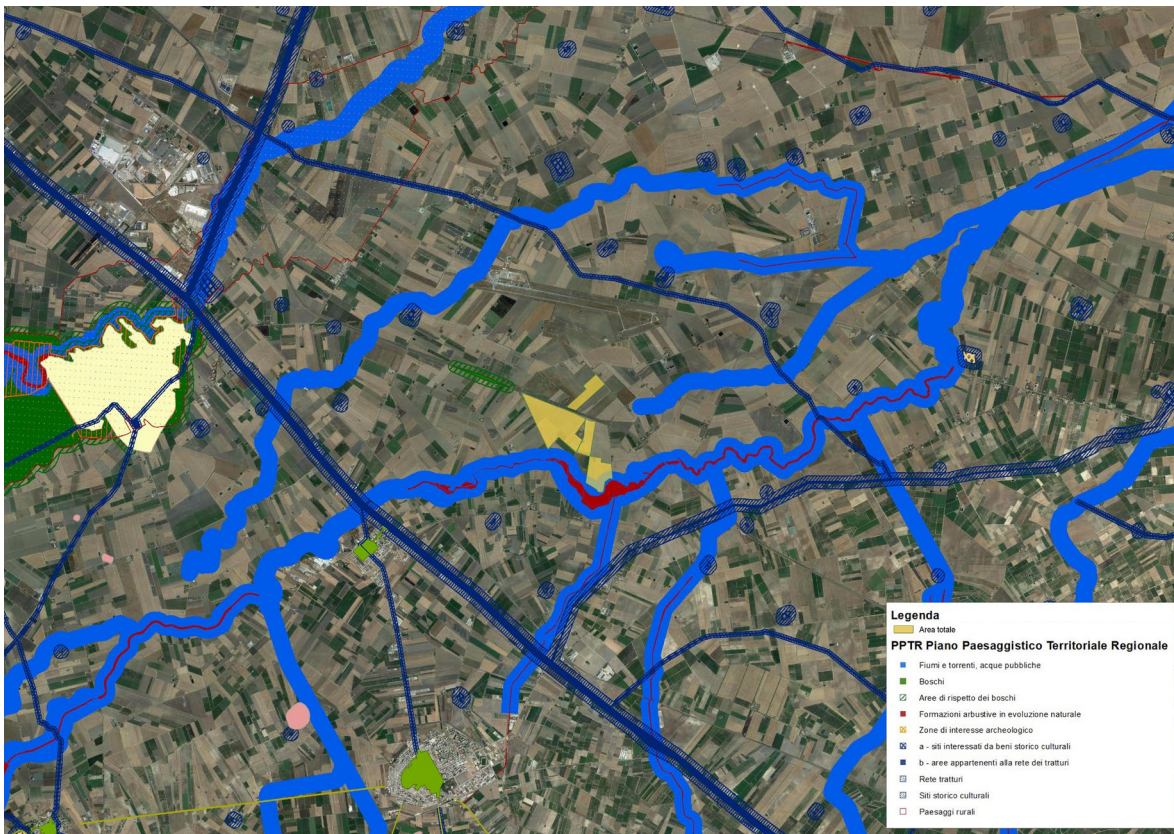 Legenda
Area totale
PPTR Piano Paesaggistico Territoriale Regionale
Fiumi e torrenti, acque pubbliche
Boschi
Aree di rispetto dei boschi
Formazioni arbustive in evoluzione naturale
Zone di interesse archeologico
a - siti interessati da beni storico culturali
b - aree appartenenti alla rete dei tratturi
Rete tratturi
Siti storico culturali
Paesaggi rurali